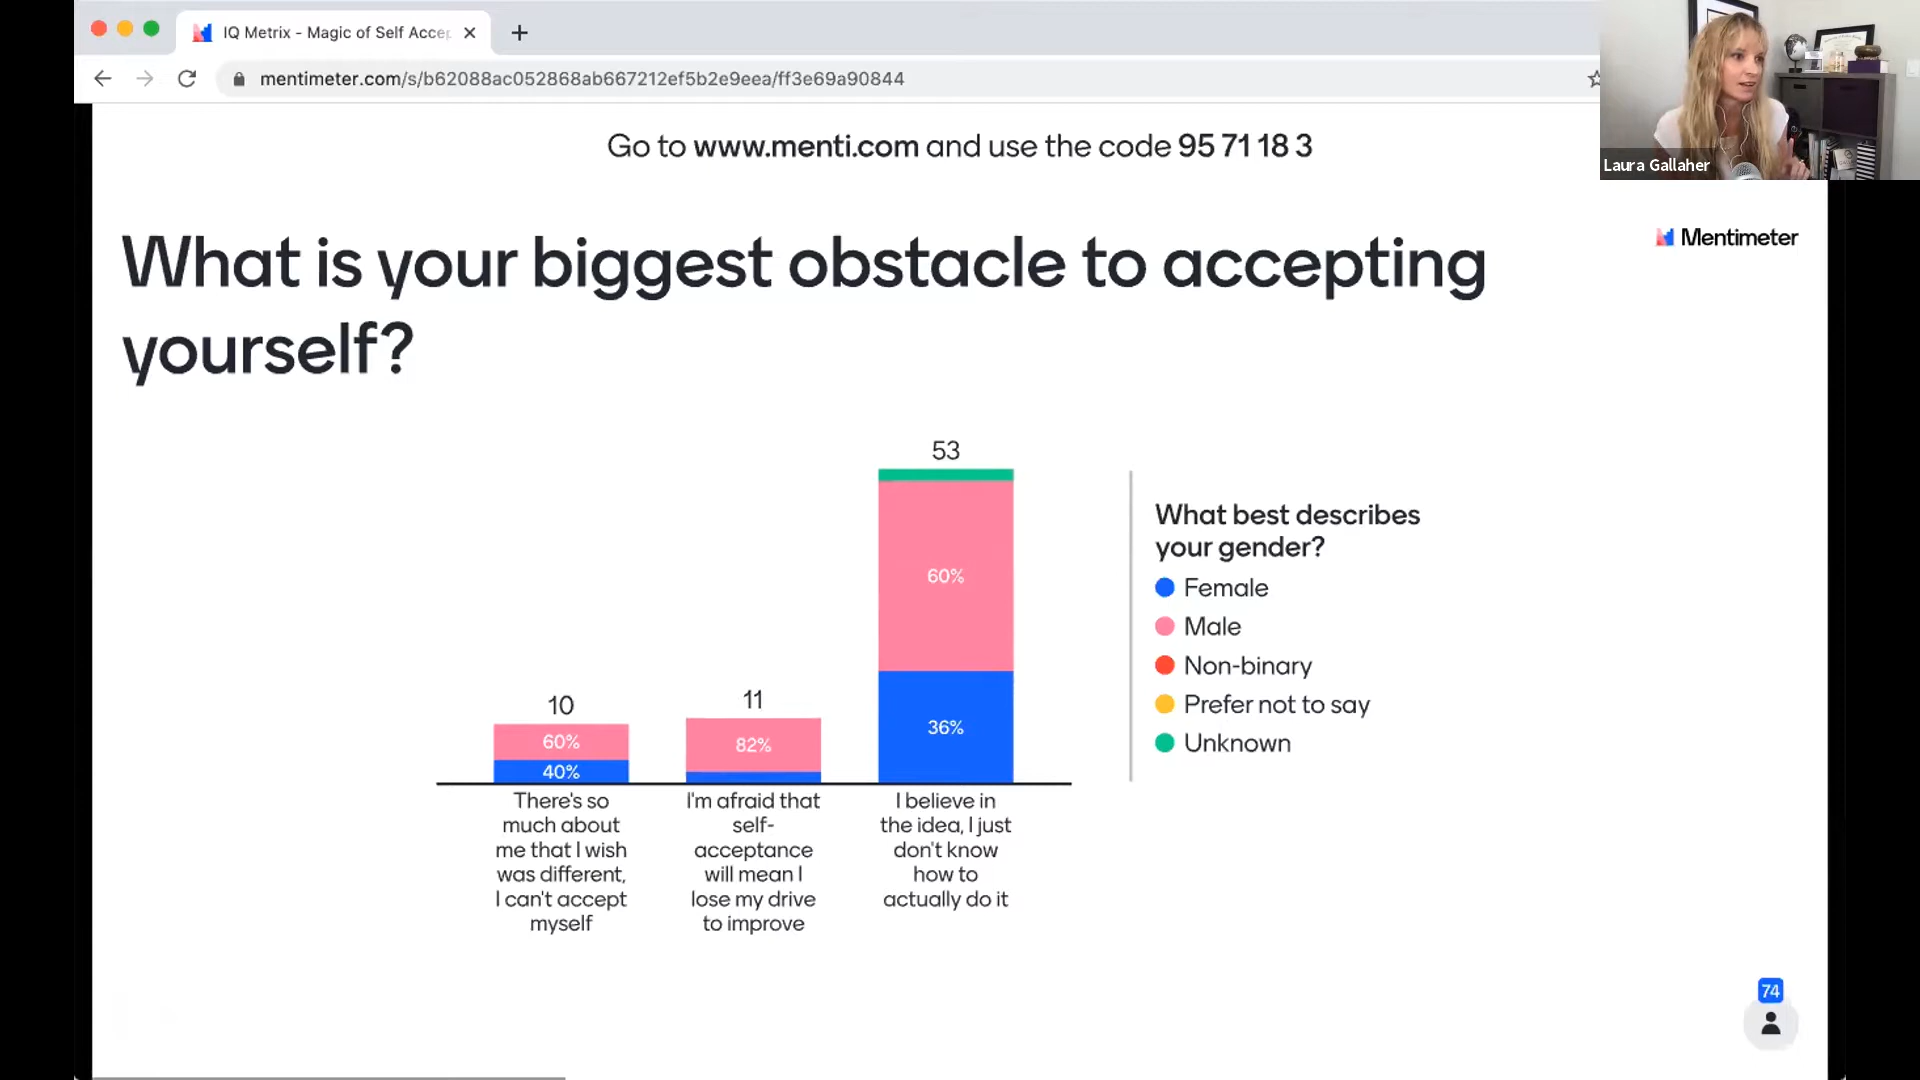 IQ Metrix - Magic of Self Accep
mentimeter.com/s/b62088ac052868ab667212ef5b2e9eea/ff3e69a90844
Laura Gallaher
Go to www.menti.com and use the code 95 71 18 3
Mentimeter
What is your biggest obstacle to accepting
yourself?
10
60%
40%
There's so
much about
me that I wish
was different,
I can't accept
myself
11
82%
I'm afraid that
self-
acceptance
will mean I
lose my drive
to improve
53
60%
36%
I believe in
the idea, I just
don't know
how to
actually do it
What best describes
your gender?
Female
Male
Non-binary
Prefer not to say
Unknown
74